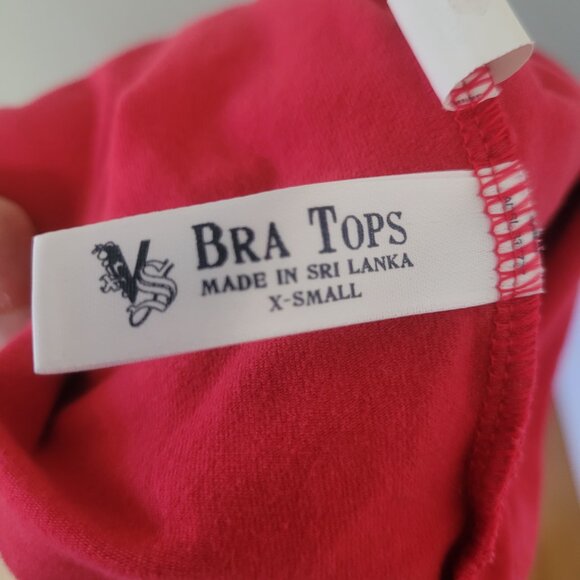 VS
BRA TOPS
MADE IN SRI LANKA
X-SMALL